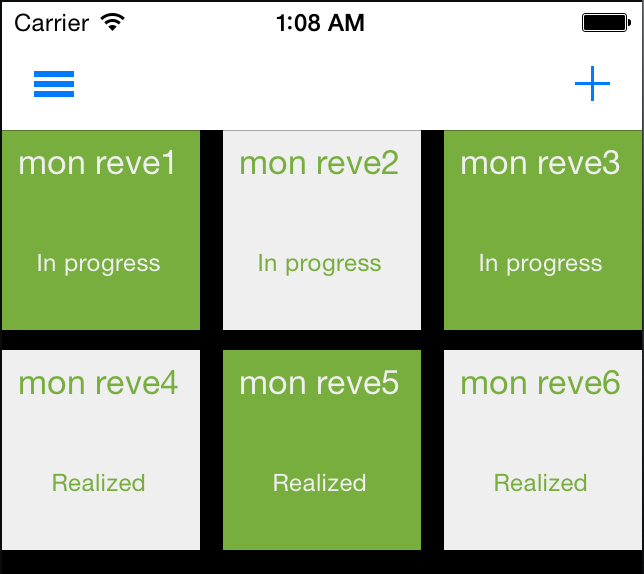 Carrier 1:08 AM
mon reve1 mon reve2 mon reve3
In progress In progress In progress
mon reve4 mon reve5 mon reve6
Realized Realized Realized